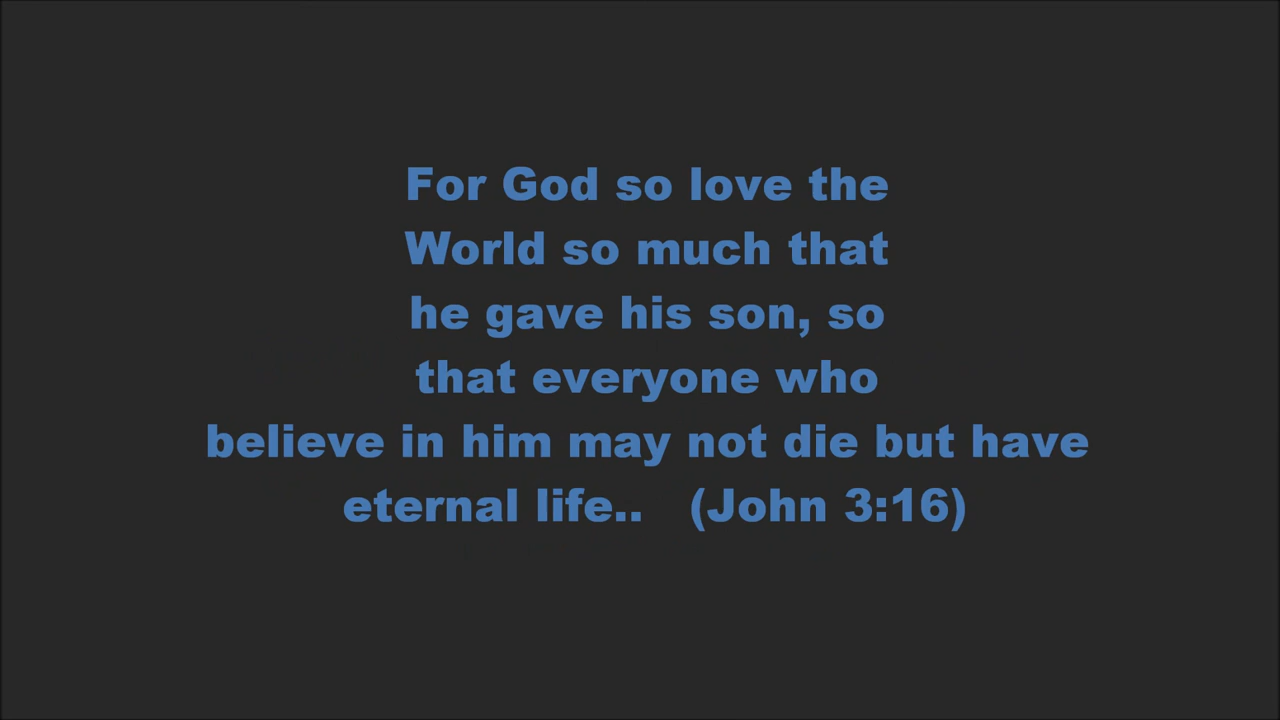 For God so love the
World so much that
he gave his son, so
that everyone who
believe in him may not die but have
eternal life.. (John 3:16)